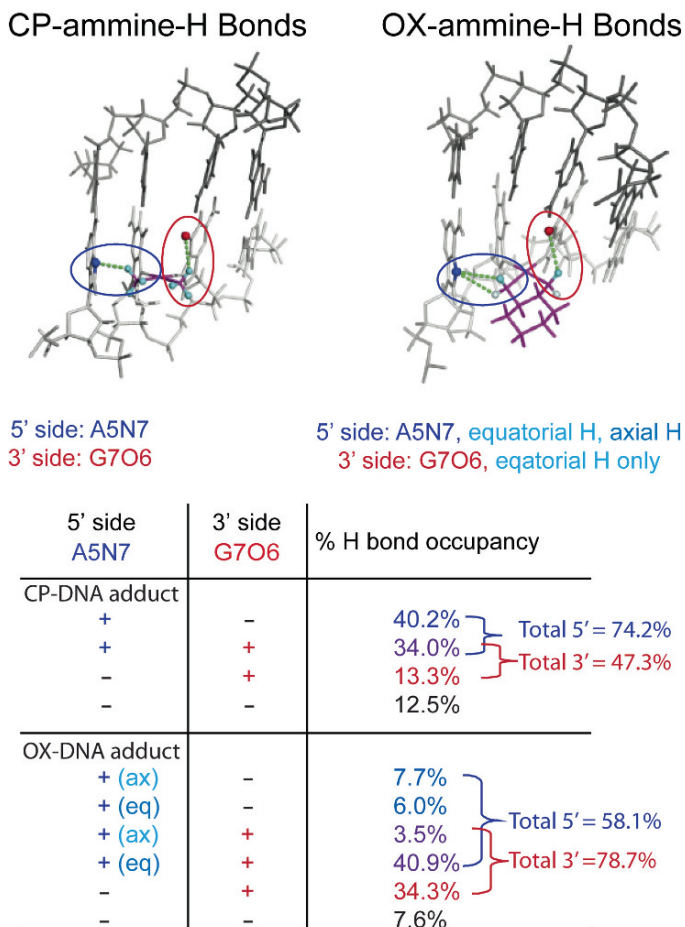 CP-ammine-H Bonds OX-ammine-H Bonds
5' side: A5N7
3' side: G7O6
5' side: A5N7, equatorial H, axial H
3' side: G7O6, eqatorial H only
5' side 3' side
A5N7 G7O6 % H bond occupancy
CP-DNA adduct
+ – 40.2%
+ + 34.0%
– + 13.3%
– – 12.5%
Total 5' = 74.2%
Total 3' = 47.3%
OX-DNA adduct
+ (ax) – 7.7%
+ (eq) – 6.0%
+ (ax) + 3.5%
+ (eq) + 40.9%
– + 34.3%
– – 7.6%
Total 5' = 58.1%
Total 3' =78.7%